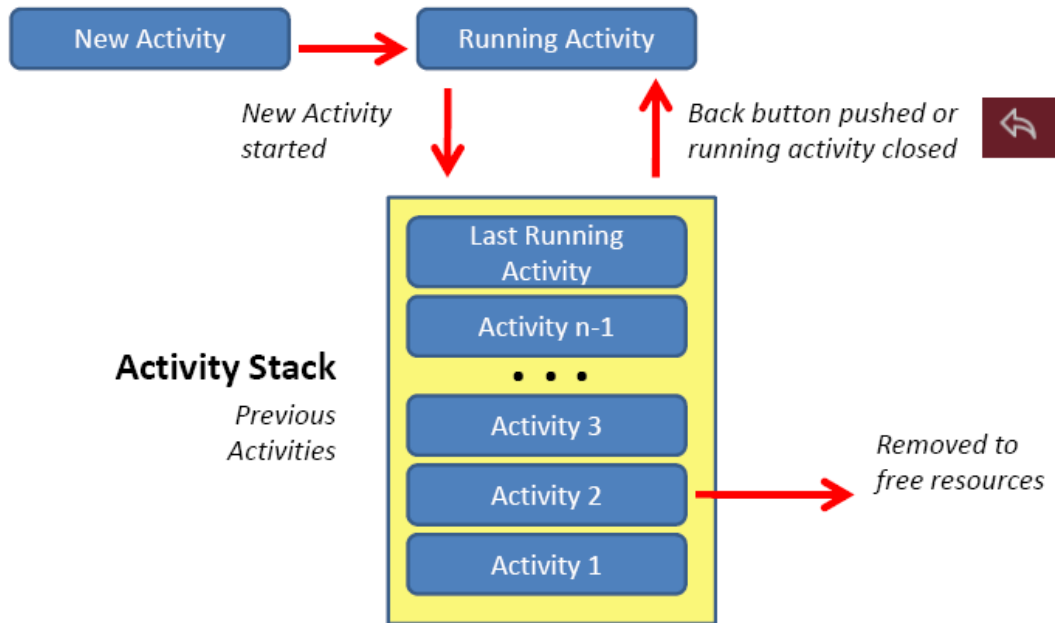 New Activity
Running Activity
New Activity
started
Back button pushed or
running activity closed
Last Running
Activity
Activity n-1
• • •
Activity Stack
Previous
Activities
Activity 3
Activity 2
Activity 1
Removed to
free resources